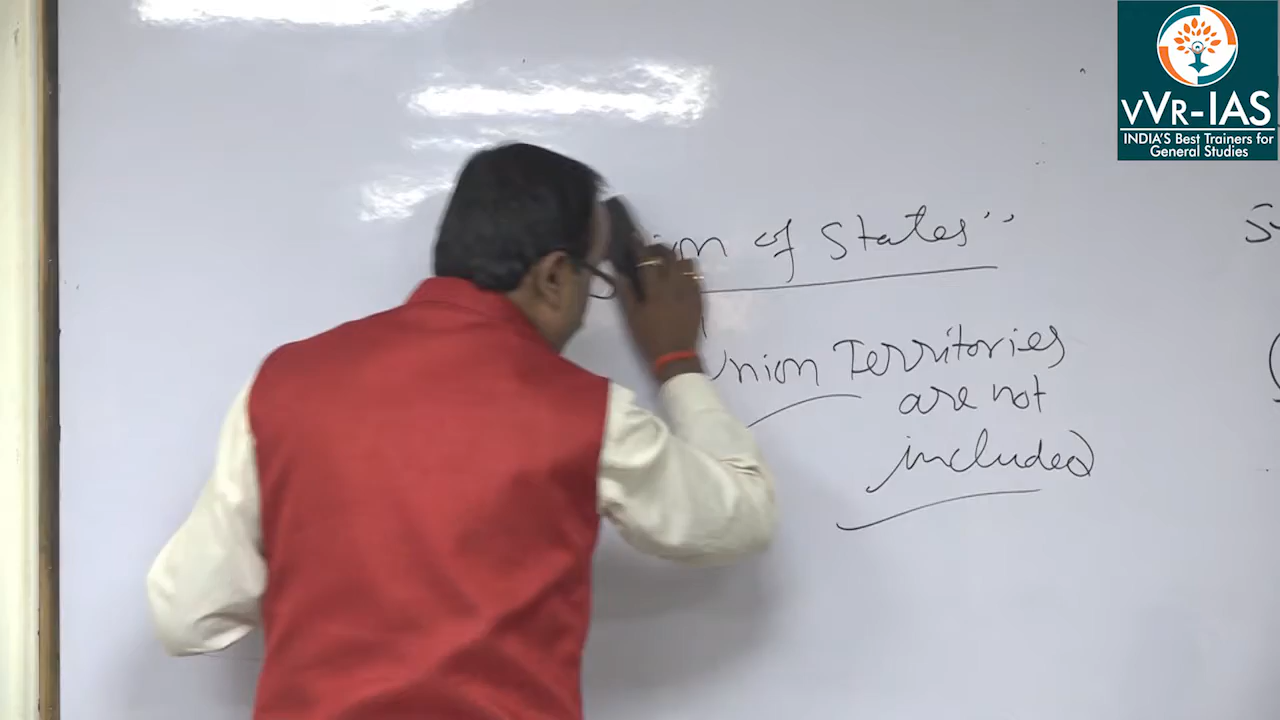 vVR-IAS
INDIA'S Best Trainers for
General Studies
of States"
Union Territories
are not
included